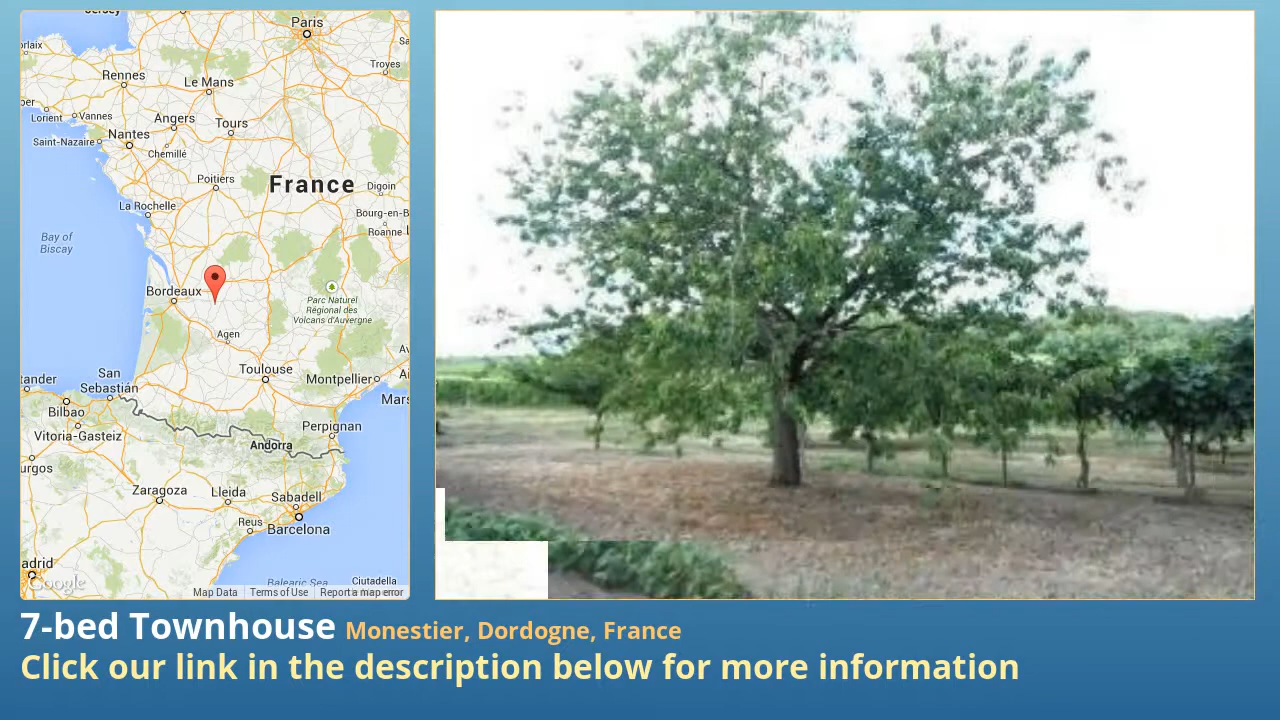 Jersey
Paris
Troyes
Rennes
Le Mans
Lorient
Vannes
Angers
Tours
Nantes
Saint-Nazaire
Chemillé
Poitiers
France
Digoin
La Rochelle
Bourg-en-B
Roanne
Bay of
Biscay
Bordeaux
Parc Naturel
Régional des
Volcans d'Auvergne
Agen
San
Sebastián
Toulouse
Montpellier
Bilbao
Vitoria-Gasteiz
Perpignan
Andorra
Zaragoza
Lleida
Sabadell
Reus
Barcelona
adrid
Google
Balearic Sea
Ciutadella
Map Data
Terms of Use
Report a map error
7-bed Townhouse Monestier, Dordogne, France
Click our link in the description below for more information